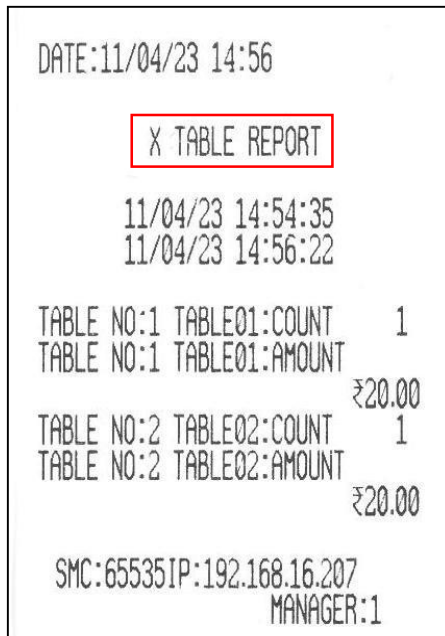 DATE:11/04/23 14:56
X TABLE REPORT
11/04/23 14:54:35
11/04/23 14:56:22
TABLE NO:1 TABLE01:COUNT 1
TABLE NO:1 TABLE01:AMOUNT
₹20.00
TABLE NO:2 TABLE02:COUNT 1
TABLE NO:2 TABLE02:AMOUNT
₹20.00
SMC:65535IP:192.168.16.207
MANAGER:1